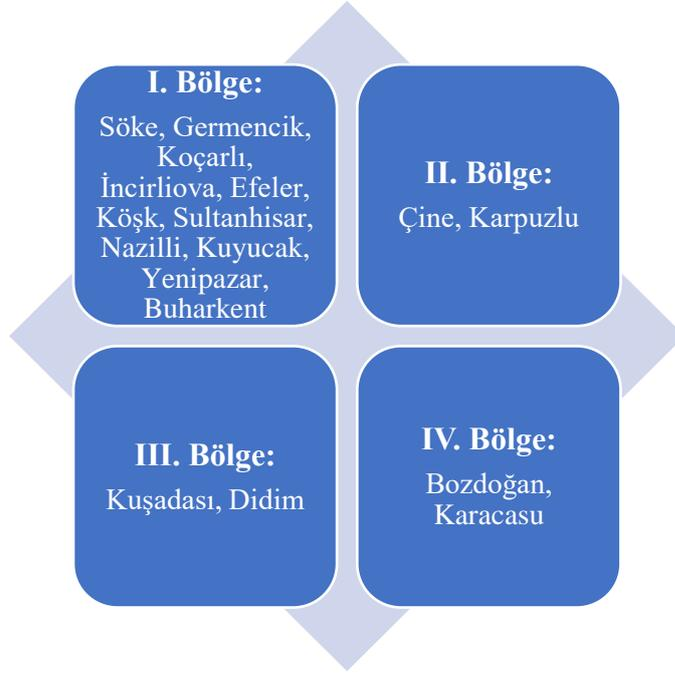 I. Bölge:
Söke, Germencik,
Koçarlı,
İncirliova, Efeler,
Köşk, Sultanhisar,
Nazilli, Kuyucak,
Yenipazar,
Buharkent
II. Bölge:
Çine, Karpuzlu
III. Bölge:
Kuşadası, Didim
IV. Bölge:
Bozdoğan,
Karacasu